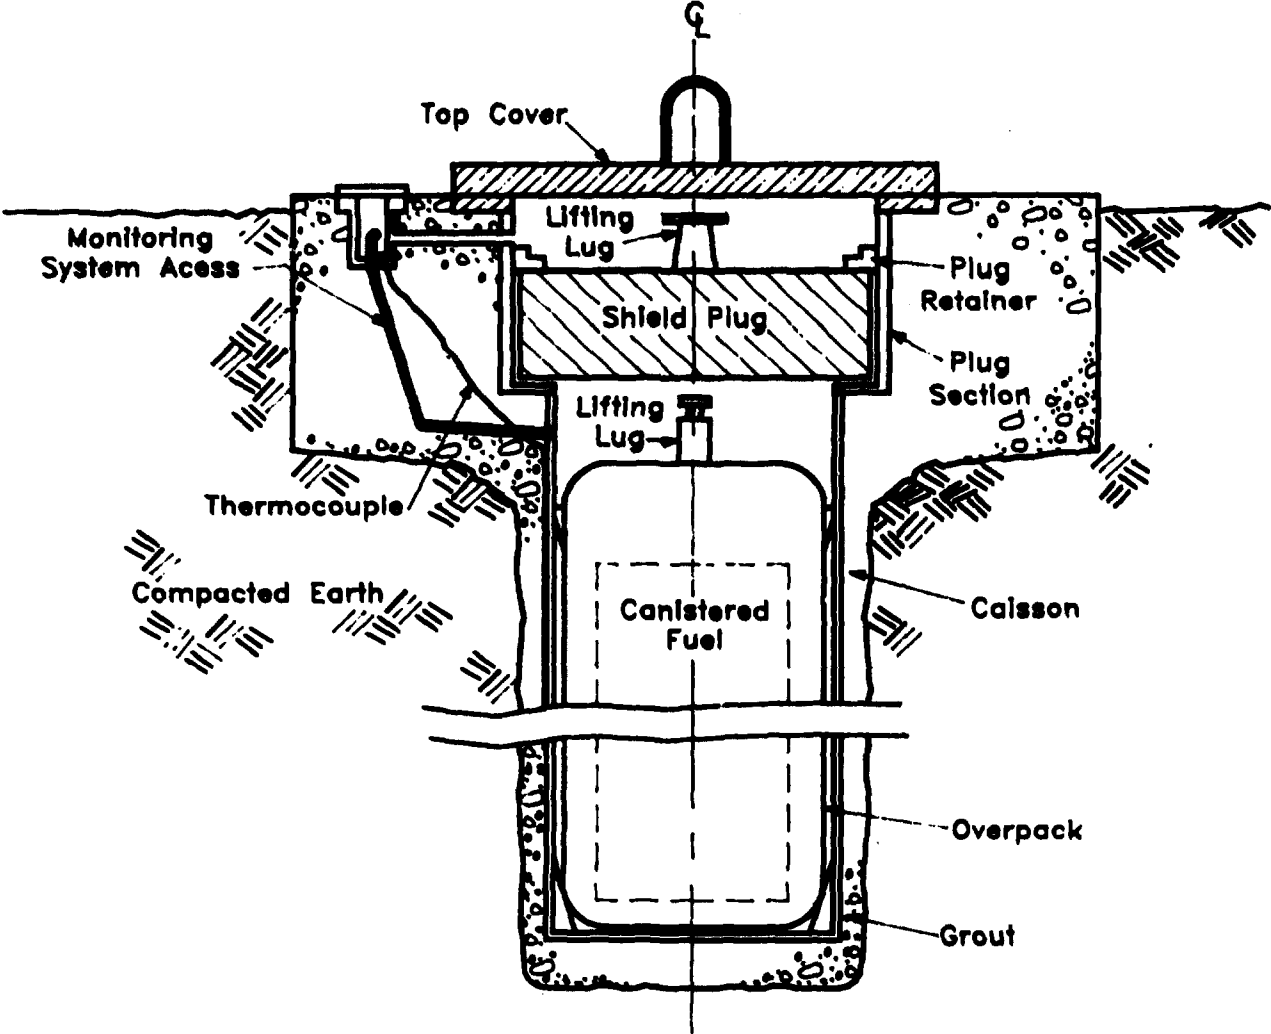 ℄
Top Cover
Lifting
Lug
Monitoring
System Acess
Plug
Retainer
Shield Plug
Plug
Section
Lifting
Lug
Thermocouple
Compacted Earth
Canistered
Fuel
Caisson
Overpack
Grout